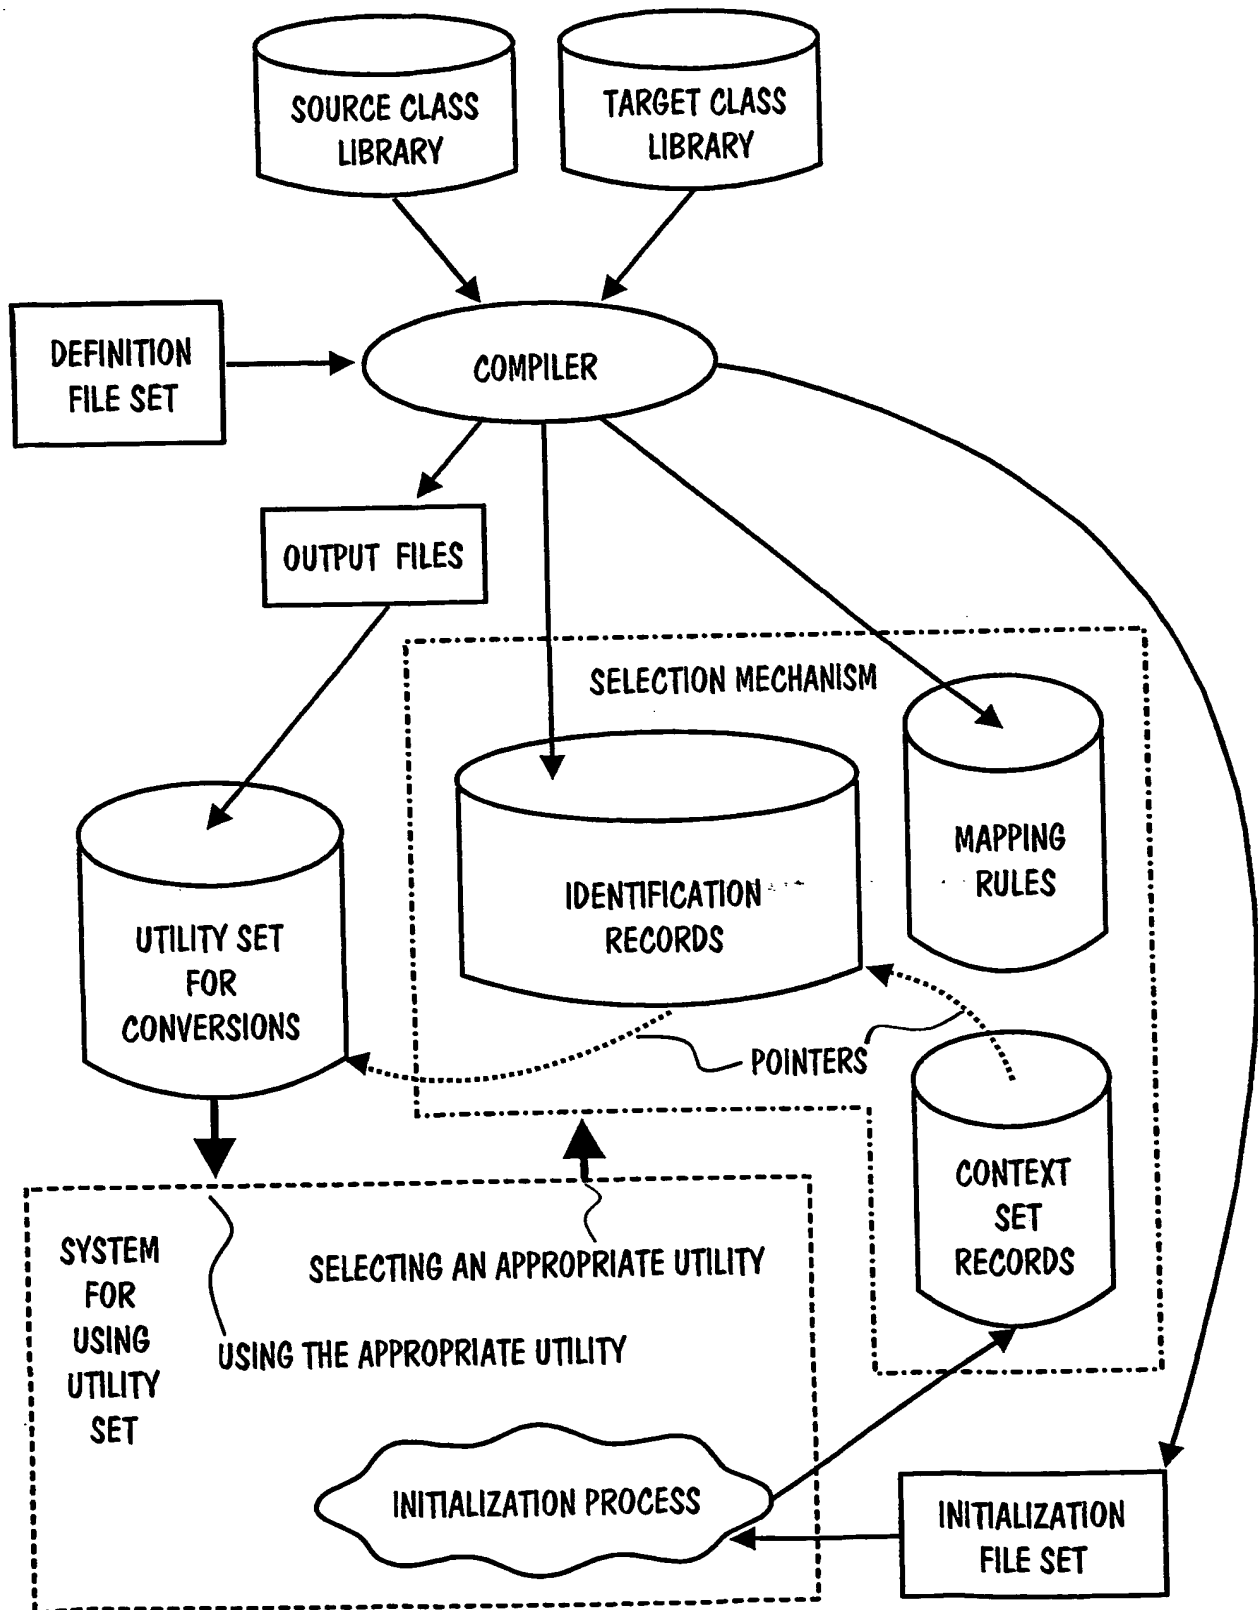 SOURCE CLASS
LIBRARY
TARGET CLASS
LIBRARY
DEFINITION
FILE SET
COMPILER
OUTPUT FILES
SELECTION MECHANISM
MAPPING
RULES
IDENTIFICATION
RECORDS
UTILITY SET
FOR
CONVERSIONS
POINTERS
CONTEXT
SET
RECORDS
SYSTEM
FOR
USING
UTILITY
SET
SELECTING AN APPROPRIATE UTILITY
USING THE APPROPRIATE UTILITY
INITIALIZATION PROCESS
INITIALIZATION
FILE SET